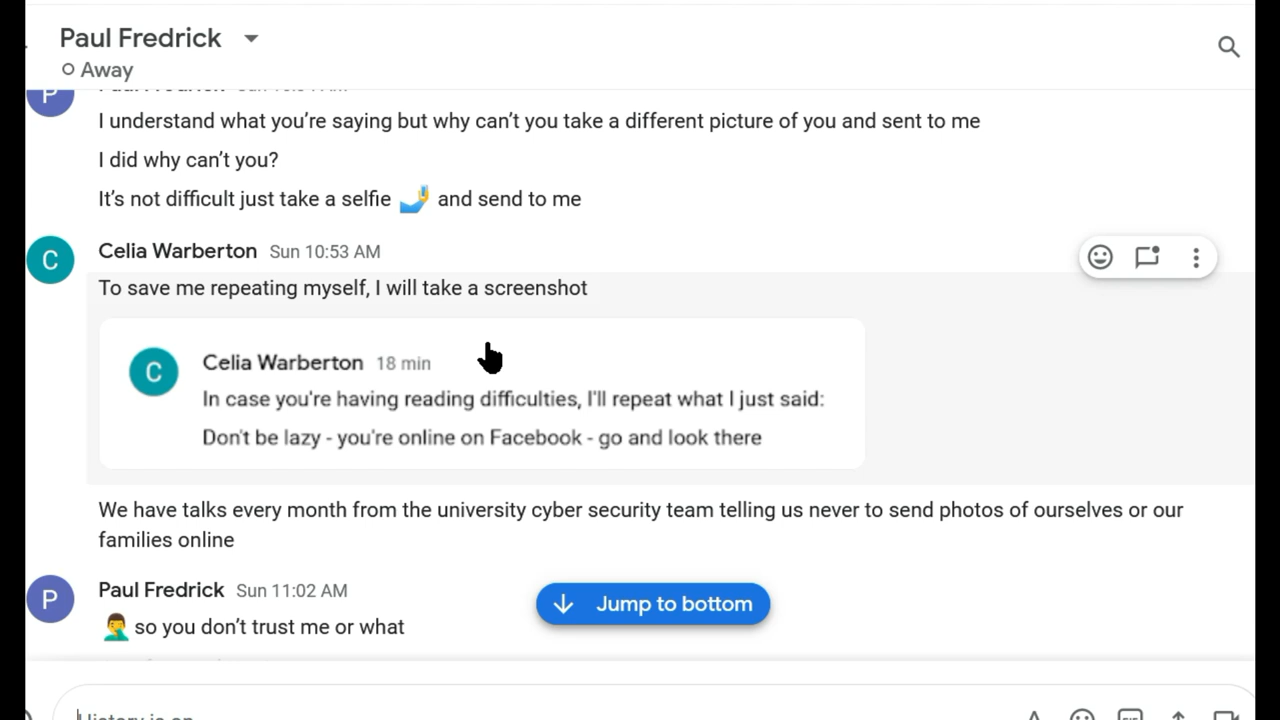 Paul Fredrick
Away
I understand what you're saying but why can't you take a different picture of you and sent to me
I did why can't you?
It's not difficult just take a selfie 🤳 and send to me
C
Celia Warberton Sun 10:53 AM
To save me repeating myself, I will take a screenshot
C
Celia Warberton 18 min
In case you're having reading difficulties, I'll repeat what I just said:
Don't be lazy - you're online on Facebook - go and look there
We have talks every month from the university cyber security team telling us never to send photos of ourselves or our
families online
P
Paul Fredrick Sun 11:02 AM
🤦‍♂️ so you don't trust me or what
Jump to bottom
History is on